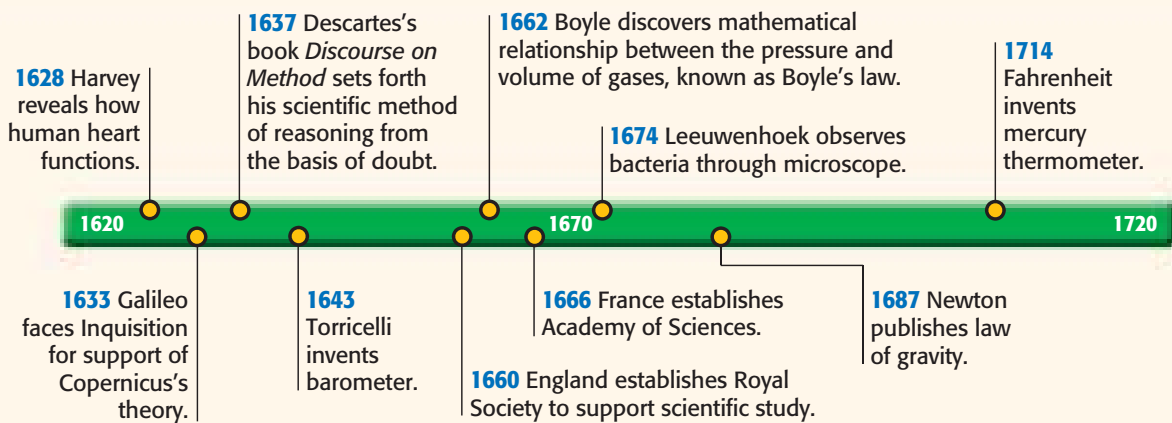 1628 Harvey
reveals how
human heart
functions.
1637 Descartes's
book Discourse on
Method sets forth
his scientific method
of reasoning from
the basis of doubt.
1662 Boyle discovers mathematical
relationship between the pressure and
volume of gases, known as Boyle's law.
1674 Leeuwenhoek observes
bacteria through microscope.
1714
Fahrenheit
invents
mercury
thermometer.
1620
1670
1720
1633 Galileo
faces Inquisition
for support of
Copernicus's
theory.
1643
Torricelli
invents
barometer.
1660 England establishes Royal
Society to support scientific study.
1666 France establishes
Academy of Sciences.
1687 Newton
publishes law
of gravity.